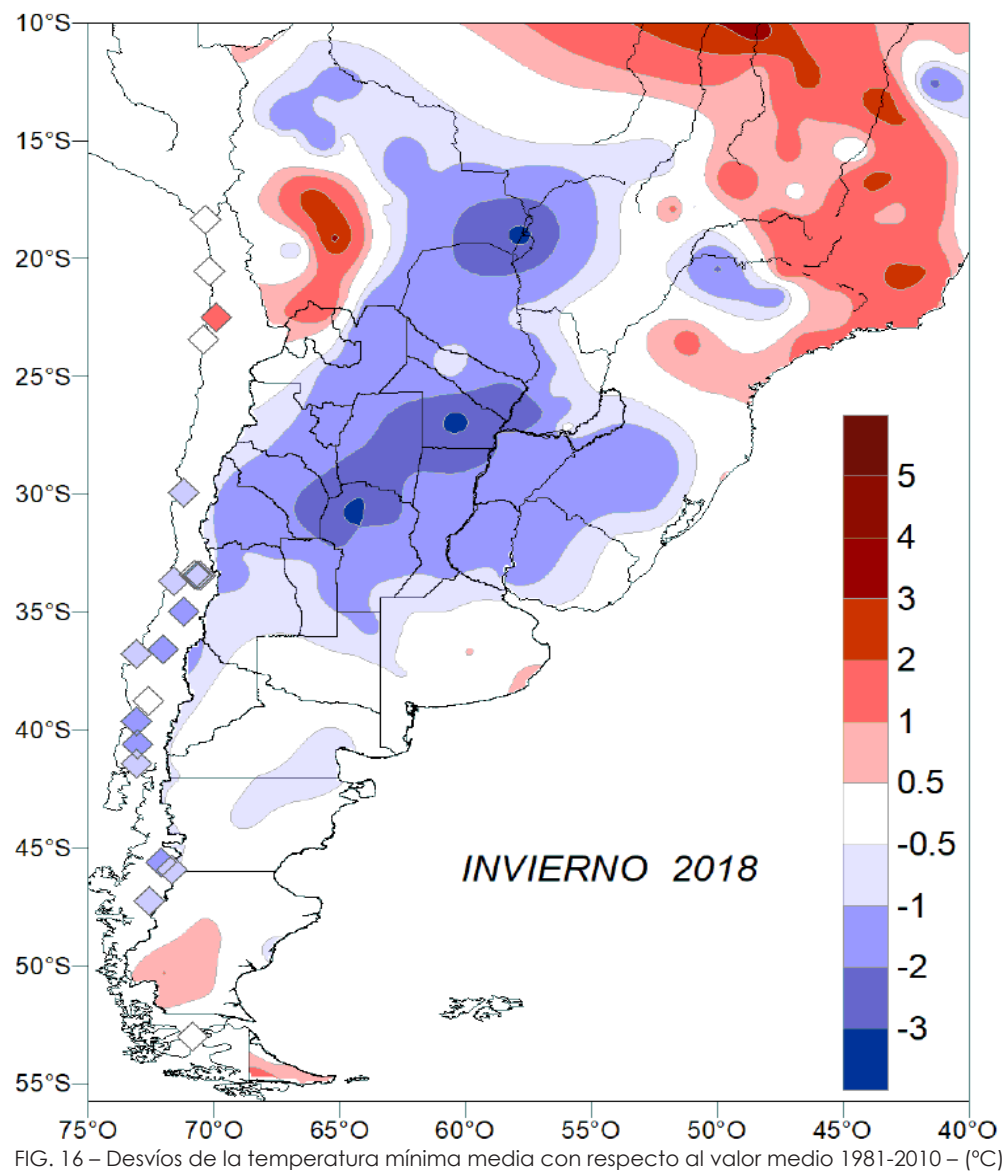 10°S
15°S
20°S
25°S
30°S
35°S
40°S
45°S
50°S
55°S
5
4
3
2
1
0.5
-0.5
-1
-2
-3
INVIERNO 2018
75°O 70°O 65°O 60°O 55°O 50°O 45°O 40°O
FIG. 16 – Desvíos de la temperatura mínima media con respecto al valor medio 1981-2010 – (ºC)